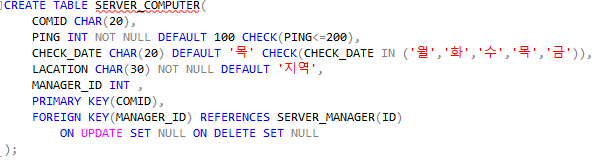 CREATE TABLE SERVER_COMPUTER(
COMID CHAR(20),
PING INT NOT NULL DEFAULT 100 CHECK(PING<=200),
CHECK_DATE CHAR(20) DEFAULT '목' CHECK(CHECK_DATE IN ('월','화','수','목','금')),
LACATION CHAR(30) NOT NULL DEFAULT '지역',
MANAGER_ID INT ,
PRIMARY KEY(COMID),
FOREIGN KEY(MANAGER_ID) REFERENCES SERVER_MANAGER(ID)
ON UPDATE SET NULL ON DELETE SET NULL
);